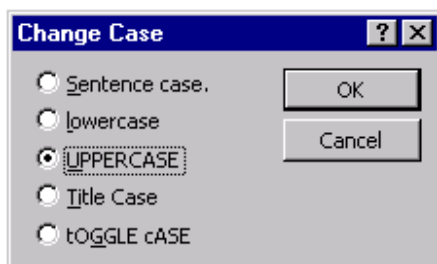 Change Case
Sentence case.
lowercase
UPPERCASE
Title Case
tOGGLE cASE
OK
Cancel